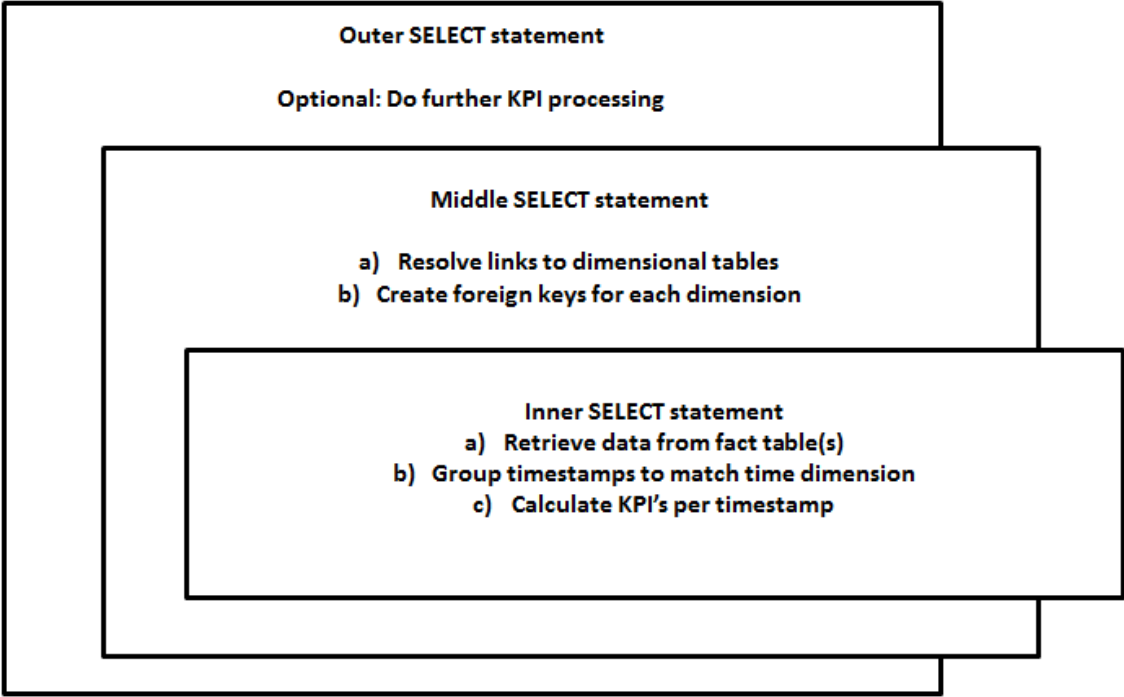 Outer SELECT statement
Optional: Do further KPI processing
Middle SELECT statement
a) Resolve links to dimensional tables
b) Create foreign keys for each dimension
Inner SELECT statement
a) Retrieve data from fact table(s)
b) Group timestamps to match time dimension
c) Calculate KPI’s per timestamp